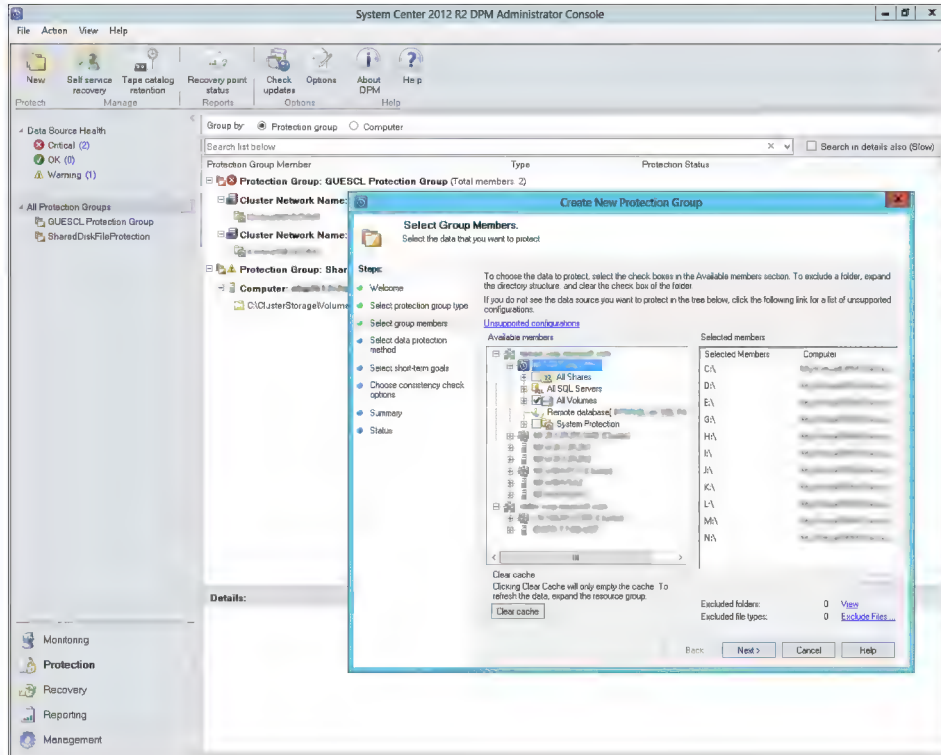 System Center 2012 R2 DPM Administrator Console
File Action View Help
New
Self service recovery
Tape catalog retention
Recovery point status
Check updates
Options
About DPM
Help
Protect
Manage
Reports
Options
Help
Data Source Health
Critical (2)
OK (0)
Warning (1)
All Protection Groups
GUESCL Protection Group
SharedDiskFileProtection
Group by: Protection group Computer
Search list below
Search in details also (Slow)
Protection Group Member Type Protection Status
Protection Group: GUESCL Protection Group (Total members: 2)
Cluster Network Name:
Cluster Network Name:
Protection Group: Shar
Computer:
C:\ClusterStorage\Volume
Details:
Monitoring
Protection
Recovery
Reporting
Management
Create New Protection Group
Select Group Members.
Select the data that you want to protect
Steps:
Welcome
Select protection group type
Select group members
Select data protection
method
Select short-term goals
Choose consistency check
options
Summary
Status
To choose the data to protect, select the check boxes in the Available members section. To exclude a folder, expand
the directory structure, and clear the check box of the folder.
If you do not see the data source you want to protect in the tree below, click the following link for a list of unsupported
configurations.
Unsupported configurations
Available members
All Shares
All SQL Servers
All Volumes
Remote database(
System Protection
Clear cache
Clicking Clear Cache will only empty the cache. To
refresh the data, expand the resource group.
Clear cache
Selected members
Selected Members Computer
C:\
D:\
E:\
G:\
H:\
I:\
J:\
K:\
L:\
M:\
N:\
Excluded folders: 0 View
Excluded file types: 0 Exclude Files ...
Back Next > Cancel Help